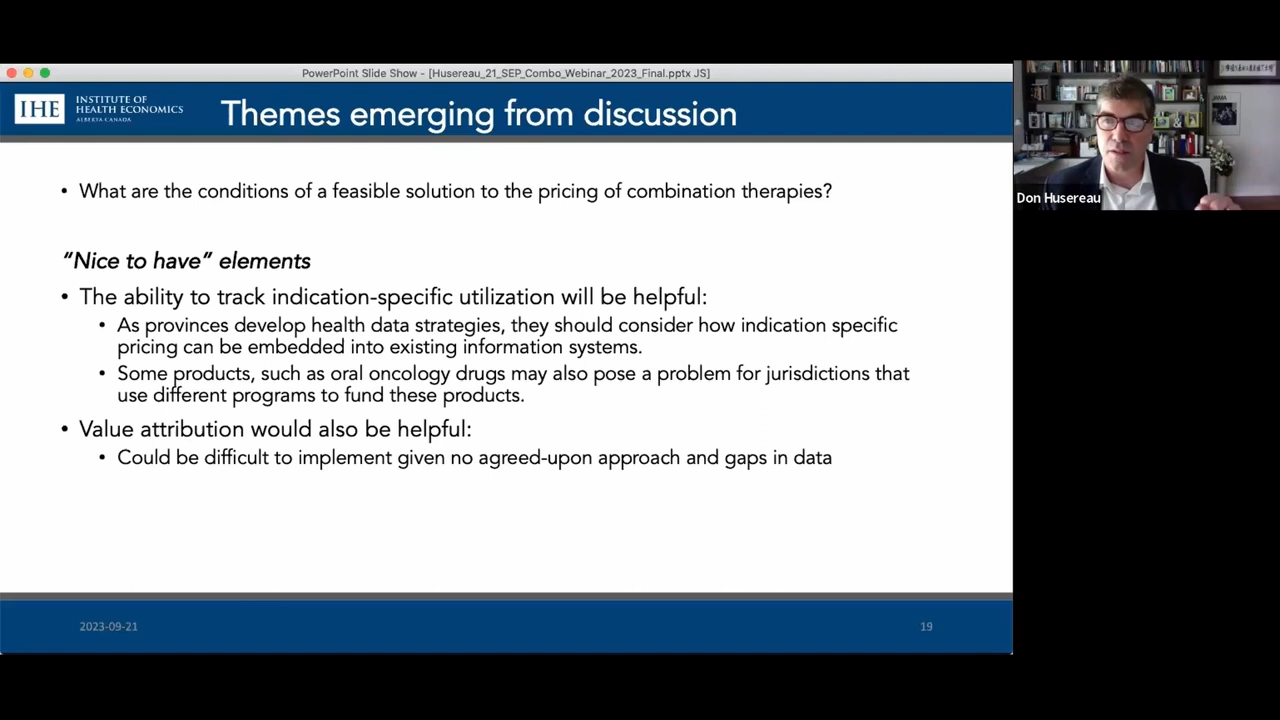 PowerPoint Slide Show - [Husereau_21_SEP_Combo_Webinar_2023_Final.pptx JS]
IHE
INSTITUTE OF
HEALTH ECONOMICS
ALBERTA CANADA
Themes emerging from discussion
• What are the conditions of a feasible solution to the pricing of combination therapies?
“Nice to have” elements
• The ability to track indication-specific utilization will be helpful:
• As provinces develop health data strategies, they should consider how indication specific
pricing can be embedded into existing information systems.
• Some products, such as oral oncology drugs may also pose a problem for jurisdictions that
use different programs to fund these products.
• Value attribution would also be helpful:
• Could be difficult to implement given no agreed-upon approach and gaps in data
2023-09-21
19
JAMA
Don Husereau